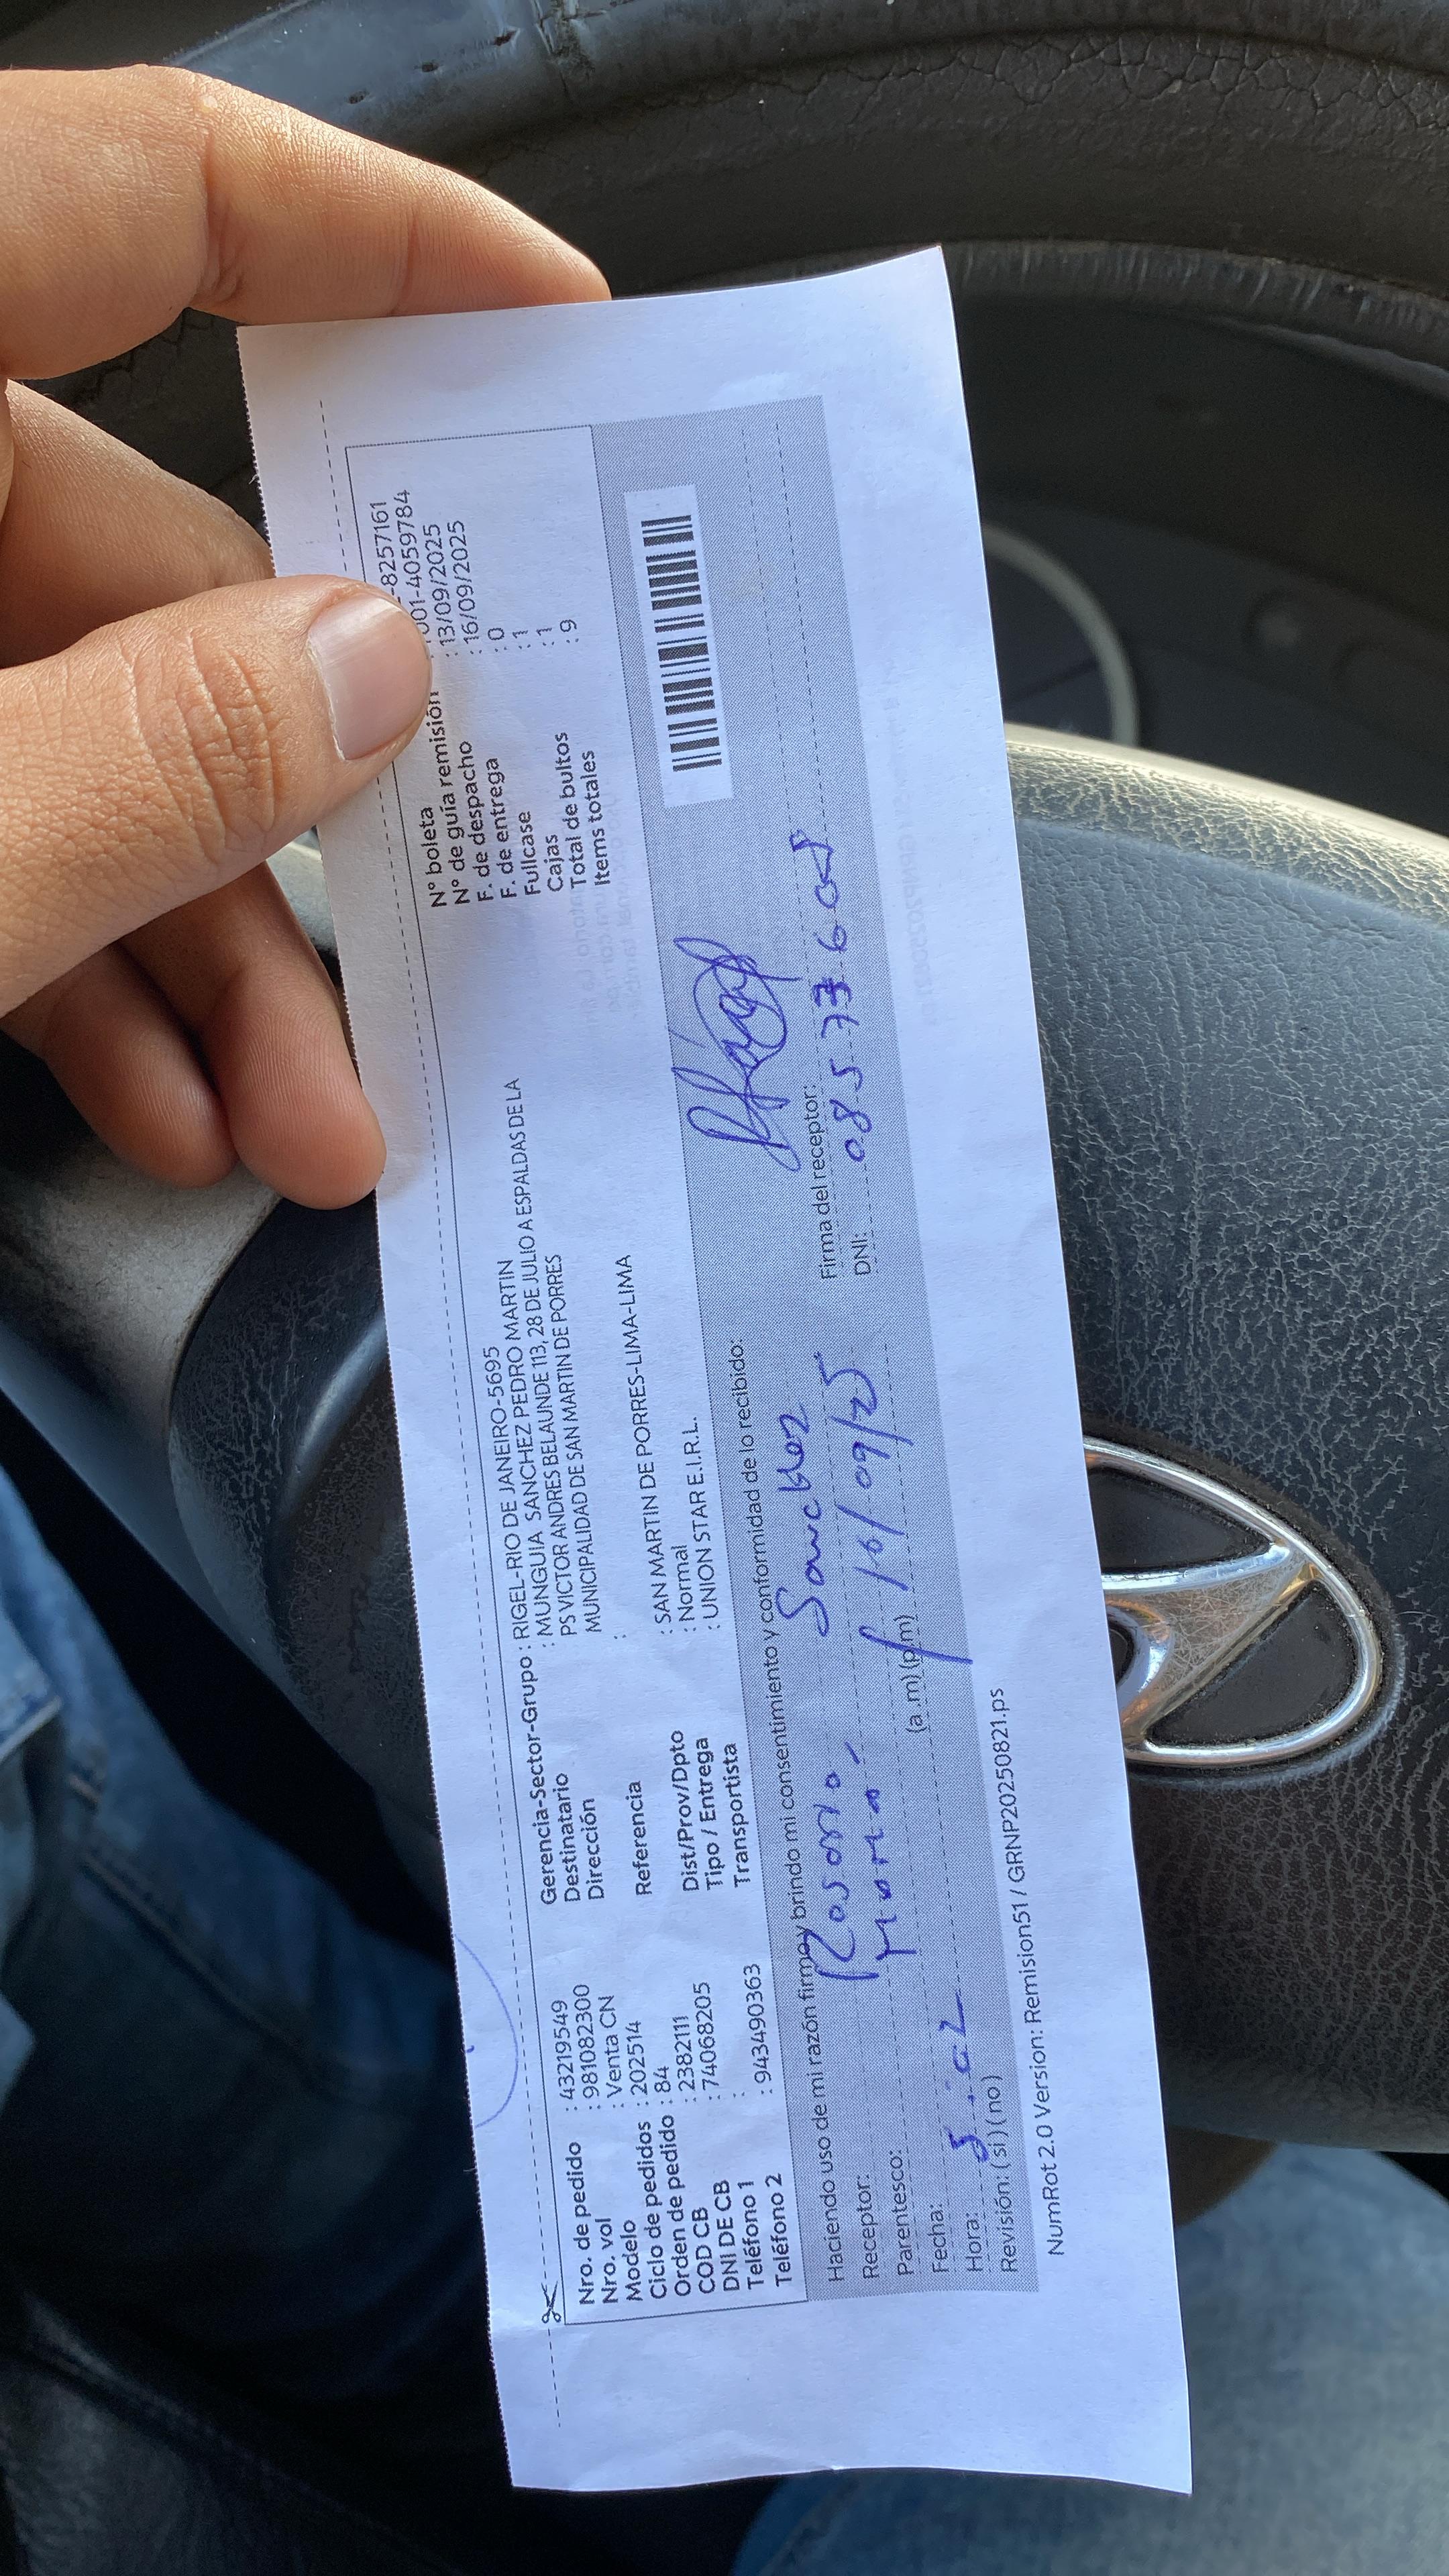 Nro. de pedido : 43219549
Nro. vol : 981082300
Modelo : Venta CN
Ciclo de pedidos : 202514
Orden de pedido : 84
COD CB : 2382111
DNI DE CB : 74068205
Teléfono 1 :
Teléfono 2 : 943490363
Gerencia-Sector-Grupo : RIGEL-RIO DE JANEIRO-5695
Destinatario : MUNGUIA SANCHEZ PEDRO MARTIN
Dirección : PS VICTOR ANDRES BELAUNDE 113, 28 DE JULIO A ESPALDAS DE LA
MUNICIPALIDAD DE SAN MARTIN DE PORRES
Referencia :
Dist/Prov/Dpto : SAN MARTIN DE PORRES-LIMA-LIMA
Tipo / Entrega : Normal
Transportista : UNION STAR E.I.R.L.
N° boleta -8257161
N° de guía remisión 001-4059784
F. de despacho : 13/09/2025
F. de entrega : 16/09/2025
Fullcase : 0
Cajas : 1
Total de bultos : 1
Items totales : 9
Haciendo uso de mi razón firmo y brindo mi consentimiento y conformidad de lo recibido:
Receptor: Sanchez
Parentesco:
Fecha: 16/09/25
Hora: (a.m) (p.m)
Revisión: ( si ) ( no )
Firma del receptor:
DNI:
NumRot 2.0 Version: Remision51 / GRNP20250821.ps